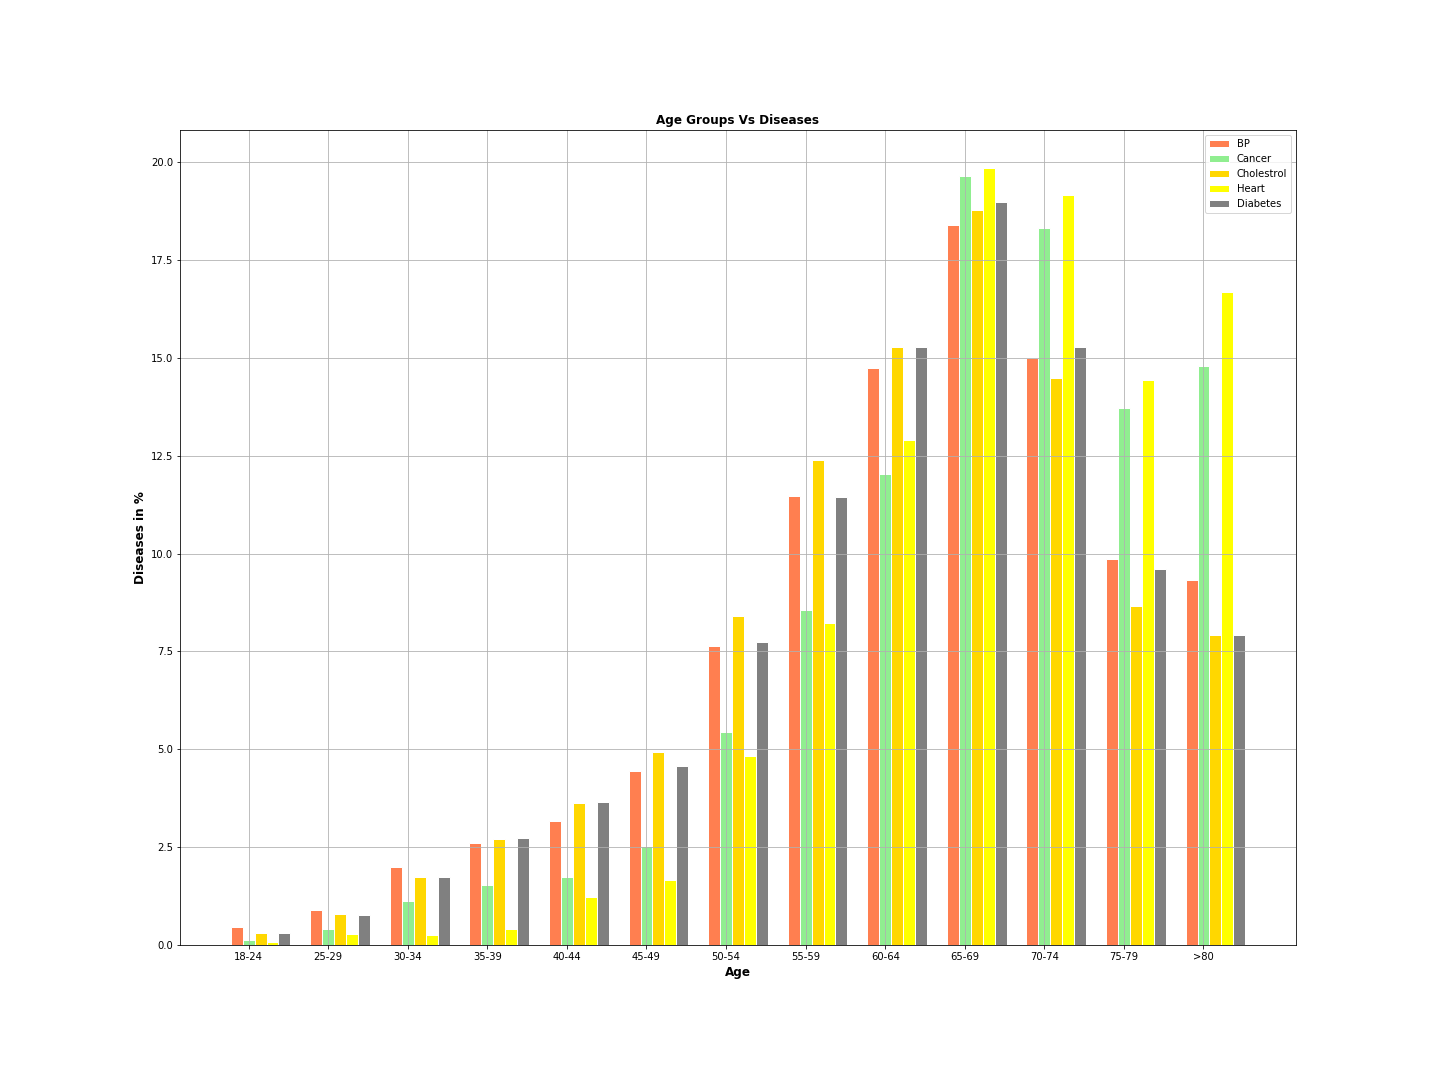 Age Groups Vs Diseases
BP
Cancer
Cholestrol
Heart
Diabetes
20.0
17.5
15.0
12.5
10.0
7.5
5.0
2.5
0.0
Diseases in %
18-24 25-29 30-34 35-39 40-44 45-49 50-54 55-59 60-64 65-69 70-74 75-79 >80
Age